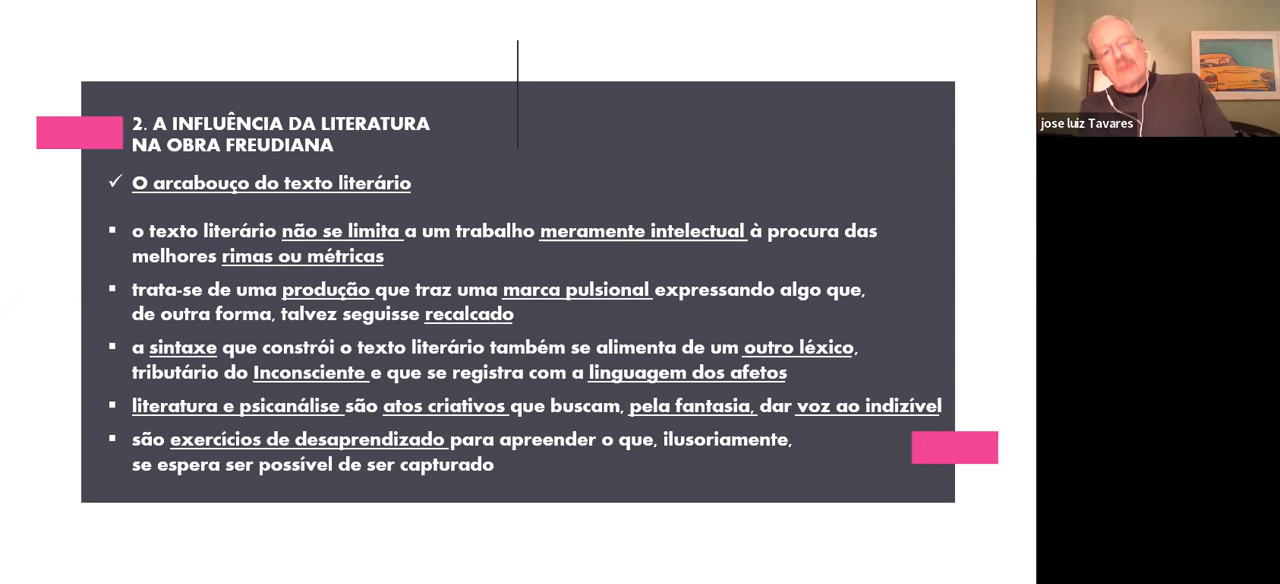 2. A INFLUÊNCIA DA LITERATURA
NA OBRA FREUDIANA
✓ O arcabouço do texto literário
▪ o texto literário não se limita a um trabalho meramente intelectual à procura das
melhores rimas ou métricas
▪ trata-se de uma produção que traz uma marca pulsional expressando algo que,
de outra forma, talvez seguisse recalcado
▪ a sintaxe que constrói o texto literário também se alimenta de um outro léxico,
tributário do Inconsciente e que se registra com a linguagem dos afetos
▪ literatura e psicanálise são atos criativos que buscam, pela fantasia, dar voz ao indizível
▪ são exercícios de desaprendizado para apreender o que, ilusoriamente,
se espera ser possível de ser capturado
jose luiz Tavares